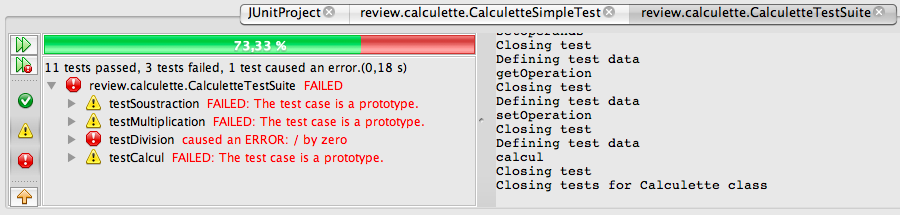 JUnitProject
review.calculette.CalculetteSimpleTest
review.calculette.CalculetteTestSuite
73,33 %
11 tests passed, 3 tests failed, 1 test caused an error.(0,18 s)
review.calculette.CalculetteTestSuite FAILED
testSoustraction FAILED: The test case is a prototype.
testMultiplication FAILED: The test case is a prototype.
testDivision caused an ERROR: / by zero
testCalcul FAILED: The test case is a prototype.
setOperands
Closing test
Defining test data
getOperation
Closing test
Defining test data
setOperation
Closing test
Defining test data
calcul
Closing test
Closing tests for Calculette class